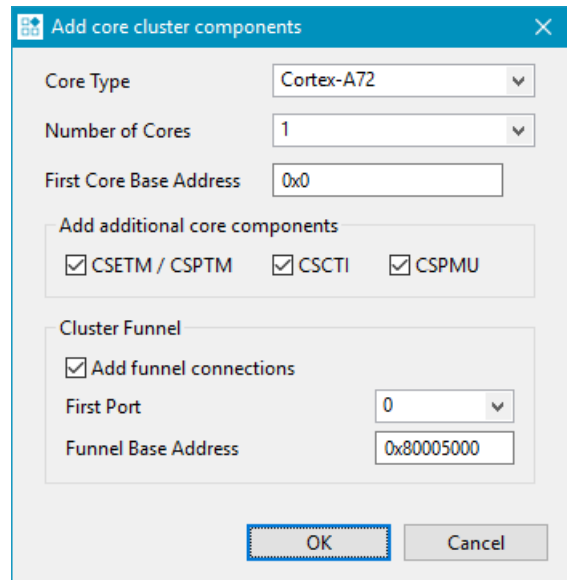 Add core cluster components
Core Type Cortex-A72
Number of Cores 1
First Core Base Address 0x0
Add additional core components
CSETM / CSPTM CSCTI CSPMU
Cluster Funnel
Add funnel connections
First Port 0
Funnel Base Address 0x80005000
OK Cancel